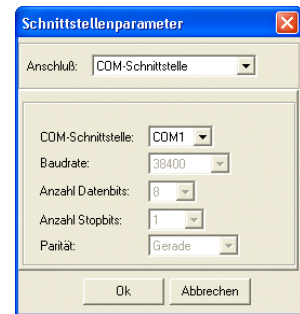 Schnittstellenparameter
Anschluß: COM-Schnittstelle
COM-Schnittstelle: COM1
Baudrate: 38400
Anzahl Datenbits: 8
Anzahl Stopbits: 1
Parität: Gerade
Ok Abbrechen